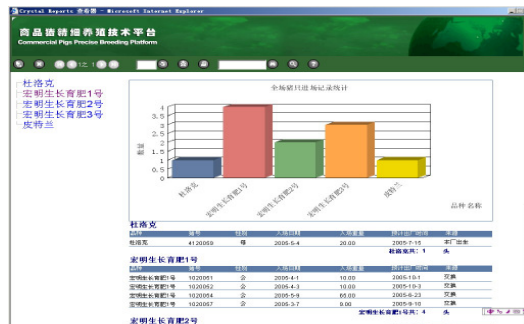 Crystal Reports 查看器 - Microsoft Internet Explorer
商品猪精细养殖技术平台
Commercial Pigs Precise Breeding Platform
杜洛克
宏明生长育肥1号
宏明生长育肥2号
宏明生长育肥3号
皮特兰
全场猪只进场记录统计
数量
4
3.5
3
2.5
2
1.5
1
0.5
0
杜洛克
宏明生长育肥1号
宏明生长育肥2号
宏明生长育肥3号
皮特兰
品种名称
杜洛克
品种 猪号 性别 入场日期 入场重量 预计出厂时间 来源
杜洛克 4120059 2005-5-4 20.00 2005-7-15 本厂出生
杜洛克共: 1 头
宏明生长育肥1号
品种 猪号 性别 入场日期 入场重量 预计出厂时间 来源
宏明生长育肥1号 1020051 公 2005-4-1 10.00 2005-10-1 交换
宏明生长育肥1号 1020052 公 2005-4-3 10.00 2005-10-3 交换
宏明生长育肥1号 1020054 公 2005-5-9 65.00 2005-6-23 交换
宏明生长育肥1号 1020057 公 2005-3-7 9.00 2005-9-10 交换
宏明生长育肥1号共: 4 头
宏明生长育肥2号